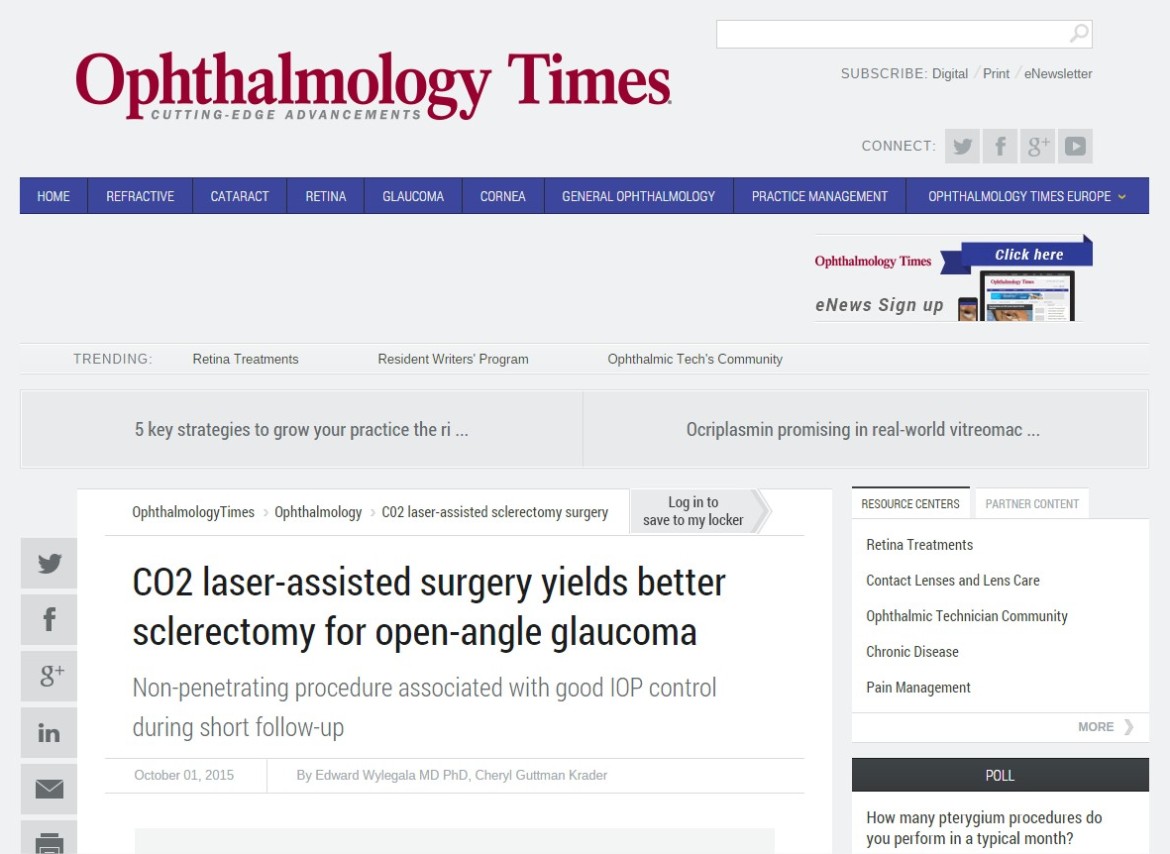 Ophthalmology Times
CUTTING-EDGE ADVANCEMENTS
SUBSCRIBE: Digital / Print / eNewsletter
CONNECT:
HOME REFRACTIVE CATARACT RETINA GLAUCOMA CORNEA GENERAL OPHTHALMOLOGY PRACTICE MANAGEMENT OPHTHALMOLOGY TIMES EUROPE
Ophthalmology Times
Click here
eNews Sign up
TRENDING: Retina Treatments Resident Writers' Program Ophthalmic Tech's Community
5 key strategies to grow your practice the ri ...
Ocriplasmin promising in real-world vitreomac ...
OphthalmologyTimes › Ophthalmology › CO2 laser-assisted sclerectomy surgery
Log in to
save to my locker
CO2 laser-assisted surgery yields better
sclerectomy for open-angle glaucoma
Non-penetrating procedure associated with good IOP control
during short follow-up
October 01, 2015
By Edward Wylegala MD PhD, Cheryl Guttman Krader
RESOURCE CENTERS
PARTNER CONTENT
Retina Treatments
Contact Lenses and Lens Care
Ophthalmic Technician Community
Chronic Disease
Pain Management
MORE
POLL
How many pterygium procedures do
you perform in a typical month?